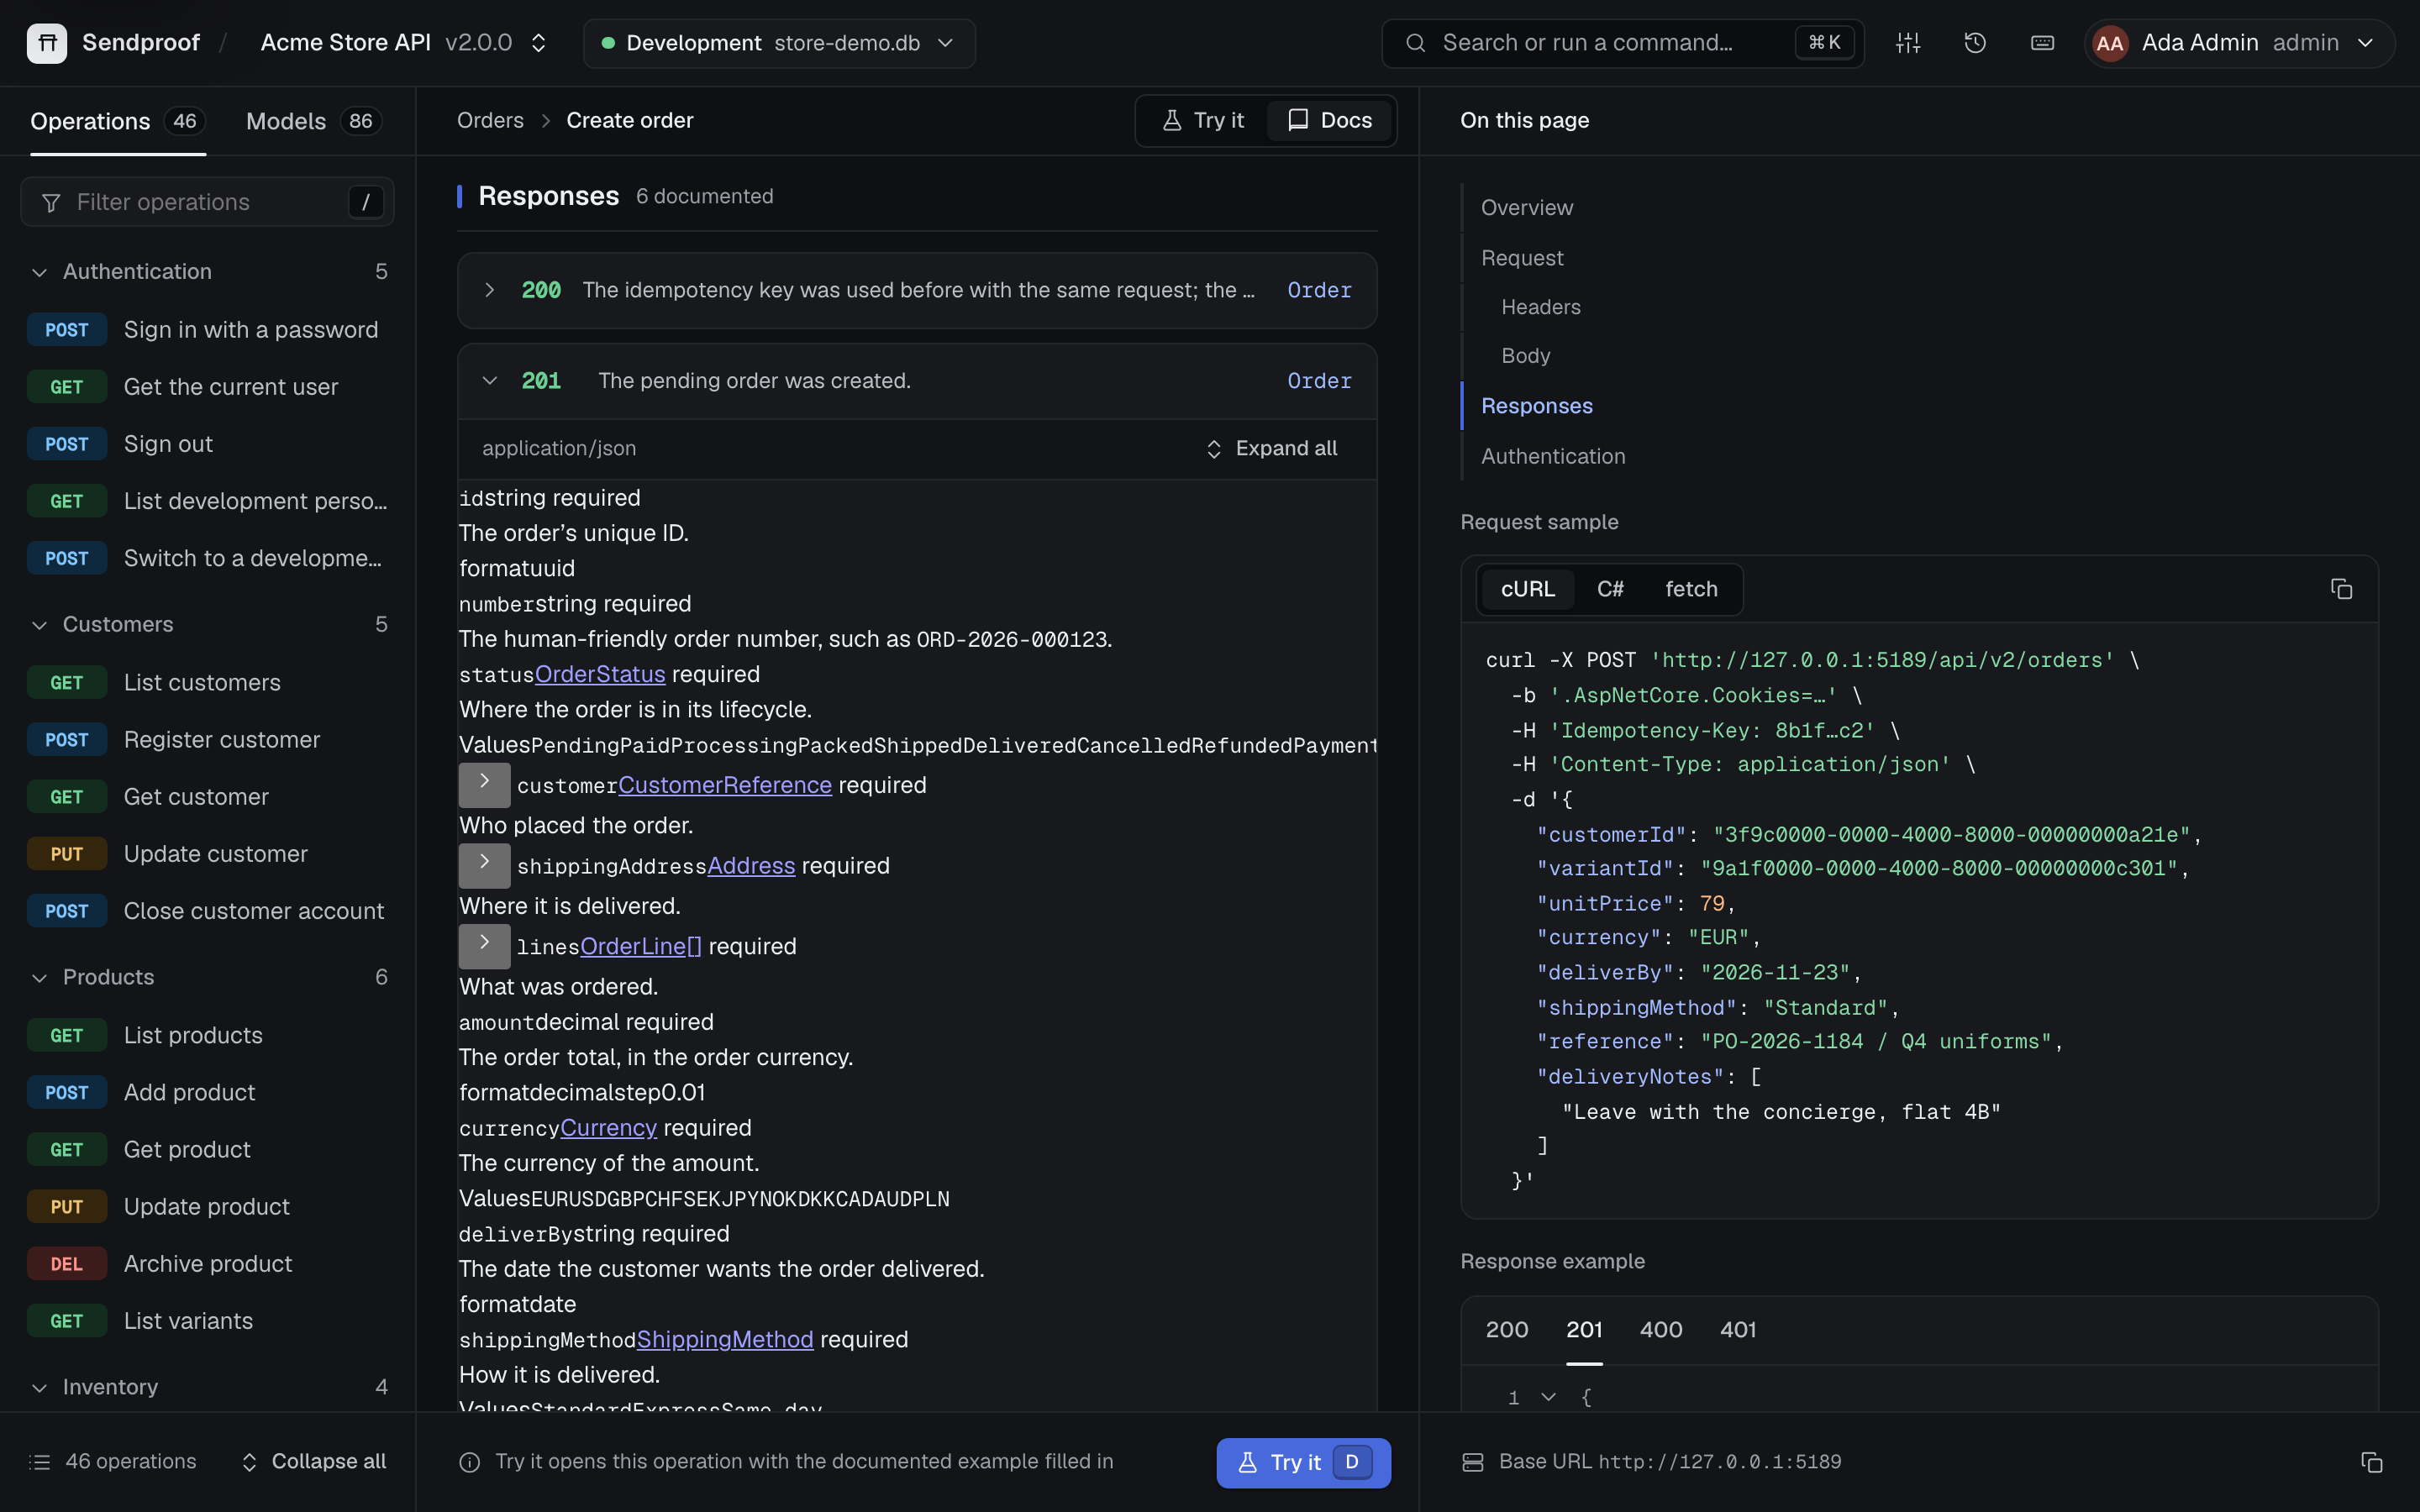 Sendproof / Acme Store API v2.0.0
Development store-demo.db
Search or run a command... ⌘K
AA Ada Admin admin
Operations 46 Models 86
Filter operations /
Authentication 5
POST Sign in with a password
GET Get the current user
POST Sign out
GET List development perso...
POST Switch to a developme...
Customers 5
GET List customers
POST Register customer
GET Get customer
PUT Update customer
POST Close customer account
Products 6
GET List products
POST Add product
GET Get product
PUT Update product
DEL Archive product
GET List variants
Inventory 4
46 operations Collapse all
Orders > Create order
Try it Docs
Responses 6 documented
200 The idempotency key was used before with the same request; the ... Order
201 The pending order was created. Order
application/json Expand all
idstring required
The order’s unique ID.
formatuuid
numberstring required
The human-friendly order number, such as ORD-2026-000123.
statusOrderStatus required
Where the order is in its lifecycle.
ValuesPendingPaidProcessingPackedShippedDeliveredCancelledRefundedPayment
customerCustomerReference required
Who placed the order.
shippingAddressAddress required
Where it is delivered.
linesOrderLine[] required
What was ordered.
amountdecimal required
The order total, in the order currency.
formatdecimalstep0.01
currencyCurrency required
The currency of the amount.
ValuesEURUSDGBPCHFSEKJPYNOKDKKCADAUDPLN
deliverBystring required
The date the customer wants the order delivered.
formatdate
shippingMethodShippingMethod required
How it is delivered.
ValuesStandardExpressSame day
Try it opens this operation with the documented example filled in
Try it D
On this page
Overview
Request
Headers
Body
Responses
Authentication
Request sample
cURL C# fetch
curl -X POST 'http://127.0.0.1:5189/api/v2/orders' \
-b '.AspNetCore.Cookies=…' \
-H 'Idempotency-Key: 8b1f…c2' \
-H 'Content-Type: application/json' \
-d '{
"customerId": "3f9c0000-0000-4000-8000-00000000a21e",
"variantId": "9a1f0000-0000-4000-8000-00000000c301",
"unitPrice": 79,
"currency": "EUR",
"deliverBy": "2026-11-23",
"shippingMethod": "Standard",
"reference": "PO-2026-1184 / Q4 uniforms",
"deliveryNotes": [
"Leave with the concierge, flat 4B"
]
}'
Response example
200 201 400 401
1 {
Base URL http://127.0.0.1:5189